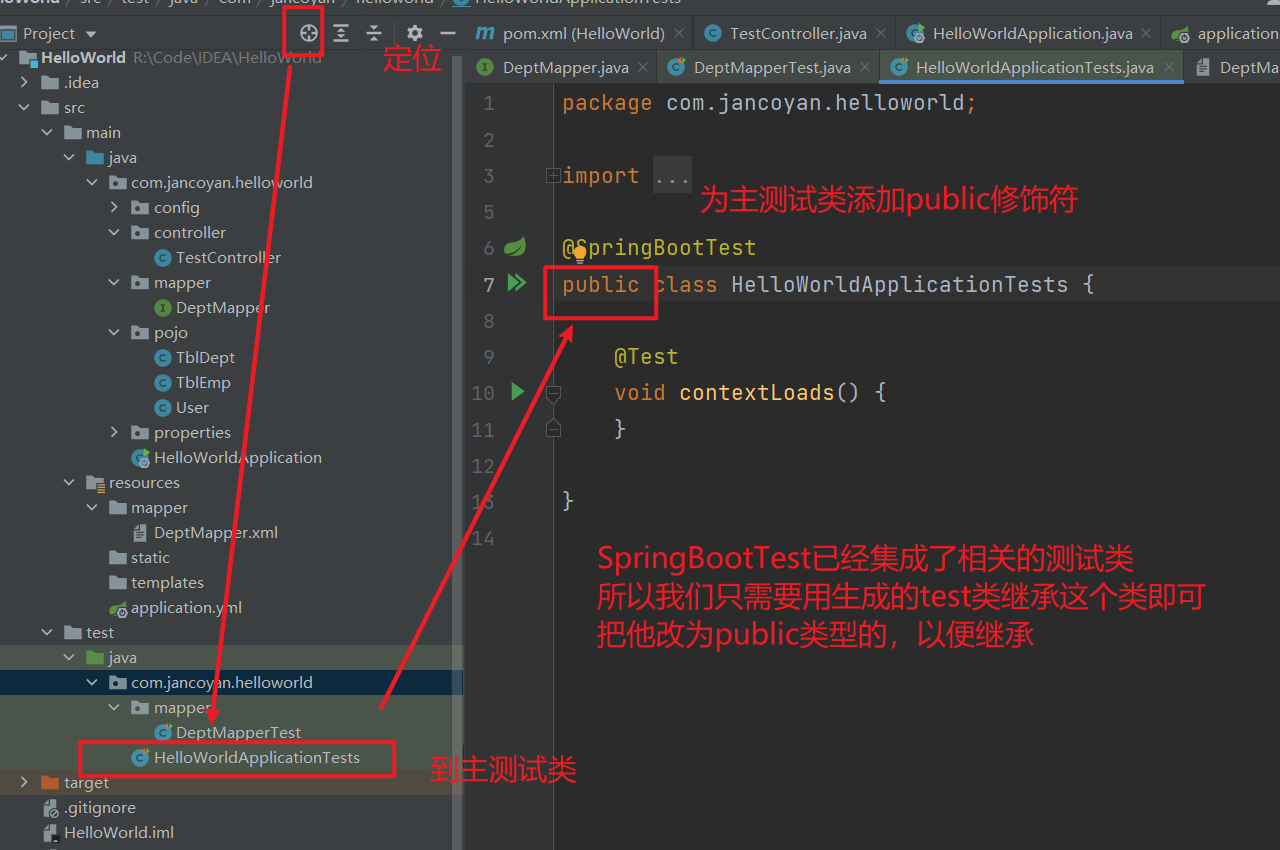 HelloWorld src / test / java / com / jancoyan / helloworld / HelloWorldApplicationTests
Project
定位
pom.xml (HelloWorld)
TestController.java
HelloWorldApplication.java
application
DeptMapper.java
DeptMapperTest.java
HelloWorldApplicationTests.java
DeptMa
HelloWorld R:\Code\IDEA\HelloWorld
.idea
src
main
java
com.jancoyan.helloworld
config
controller
TestController
mapper
DeptMapper
pojo
TblDept
TblEmp
User
properties
HelloWorldApplication
resources
mapper
DeptMapper.xml
static
templates
application.yml
test
java
com.jancoyan.helloworld
mapper
DeptMapperTest
HelloWorldApplicationTests
target
.gitignore
HelloWorld.iml
到主测试类
1 package com.jancoyan.helloworld;
2
3 import ...
为主测试类添加public修饰符
5
6 @SpringBootTest
7 public class HelloWorldApplicationTests {
8
9 @Test
10 void contextLoads() {
11 }
12
13 }
14
SpringBootTest已经集成了相关的测试类
所以我们只需要用生成的test类继承这个类即可
把他改为public类型的，以便继承